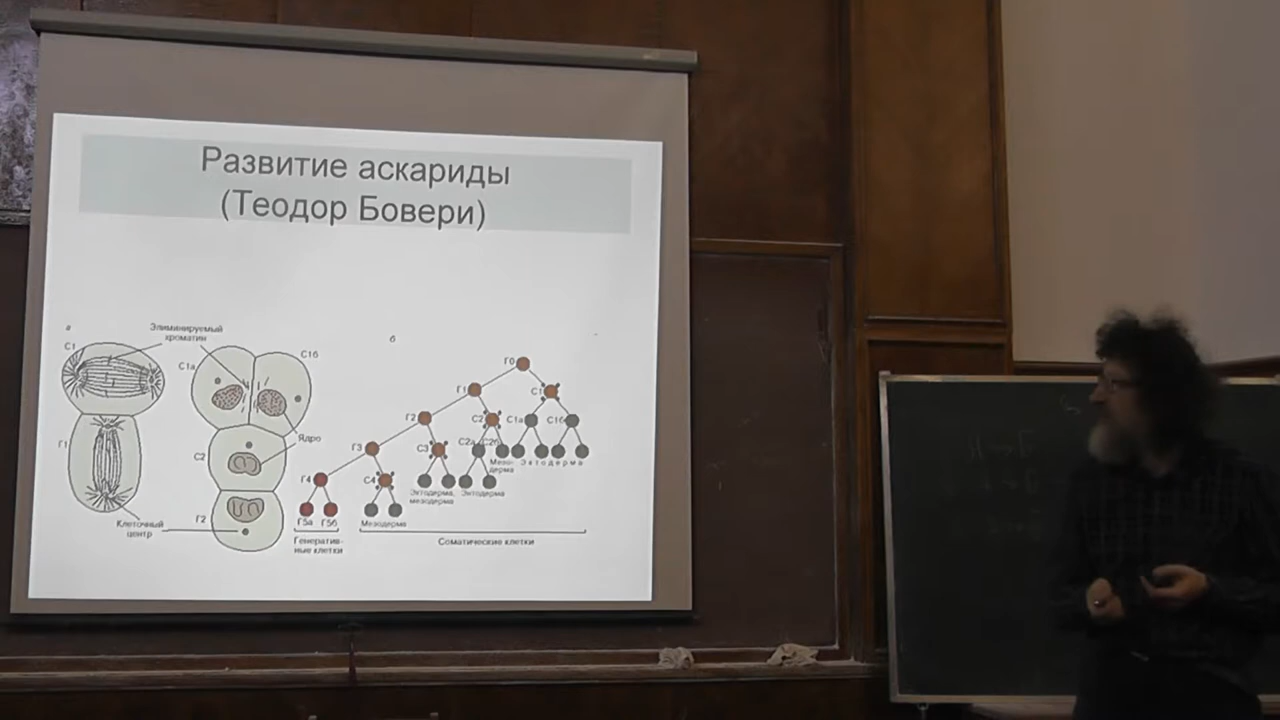 Развитие аскариды
(Теодор Бовери)
а
Элиминируемый
хроматин
С1
С1а
С1б
Г1
Ядро
С2
Клеточный
центр
Г2
б
Г0
Г1
С1
Г2
С2
С1а
С1б
Г3
С3
С2а
С2б
Мезо-
дерма
Эктодерма
Г4
С4
Эктодерма,
мезодерма
Эктодерма
Г5а
Г5б
Мезодерма
Генератив-
ные клетки
Соматические клетки